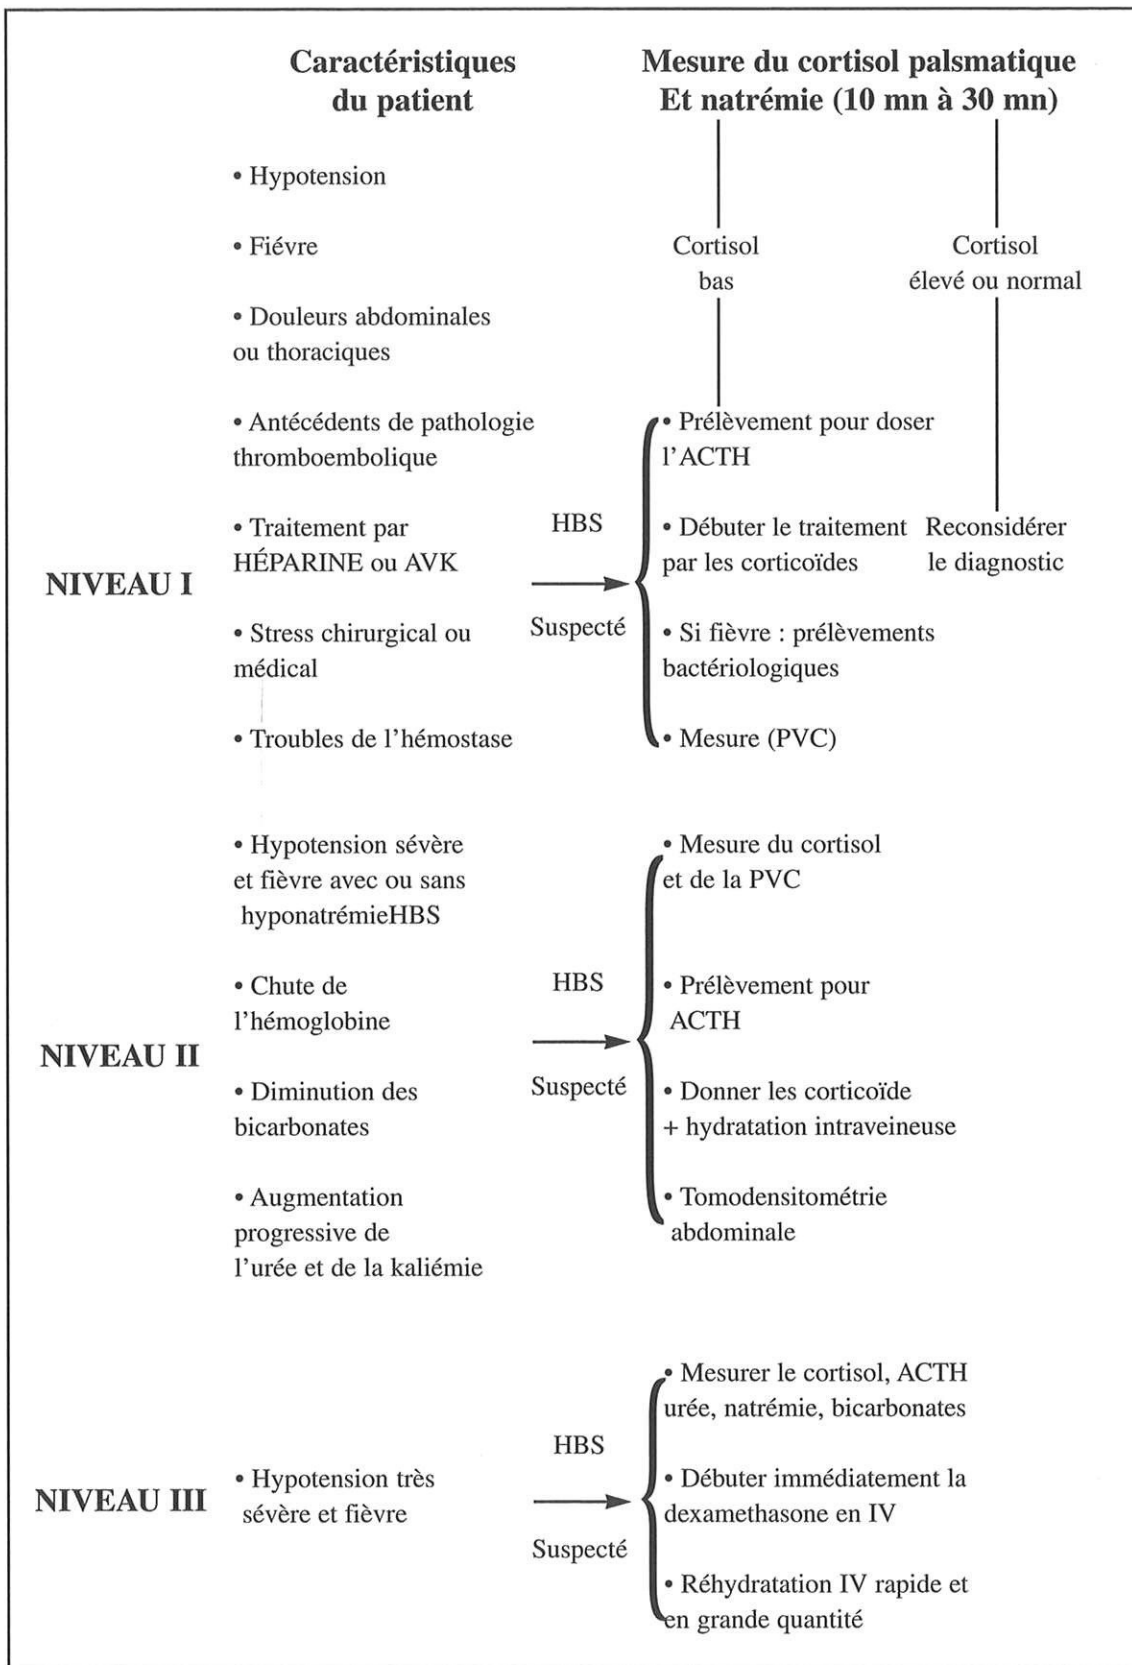 Caractéristiques
du patient
Mesure du cortisol palsmatique
Et natrémie (10 mn à 30 mn)
• Hypotension
• Fiévre
Cortisol
bas
Cortisol
élevé ou normal
• Douleurs abdominales
ou thoraciques
• Antécédents de pathologie
thromboembolique
• Prélèvement pour doser
l'ACTH
• Traitement par
HÉPARINE ou AVK
HBS
• Débuter le traitement
par les corticoïdes
Reconsidérer
le diagnostic
NIVEAU I
• Stress chirurgical ou
médical
Suspecté
• Si fièvre : prélèvements
bactériologiques
• Troubles de l'hémostase
• Mesure (PVC)
• Hypotension sévère
et fièvre avec ou sans
hyponatrémieHBS
• Mesure du cortisol
et de la PVC
• Chute de
l'hémoglobine
HBS
• Prélèvement pour
ACTH
NIVEAU II
• Diminution des
bicarbonates
Suspecté
• Donner les corticoïde
+ hydratation intraveineuse
• Augmentation
progressive de
l'urée et de la kaliémie
• Tomodensitométrie
abdominale
• Mesurer le cortisol, ACTH
urée, natrémie, bicarbonates
HBS
NIVEAU III
• Hypotension très
sévère et fièvre
• Débuter immédiatement la
dexamethasone en IV
Suspecté
• Réhydratation IV rapide et
en grande quantité